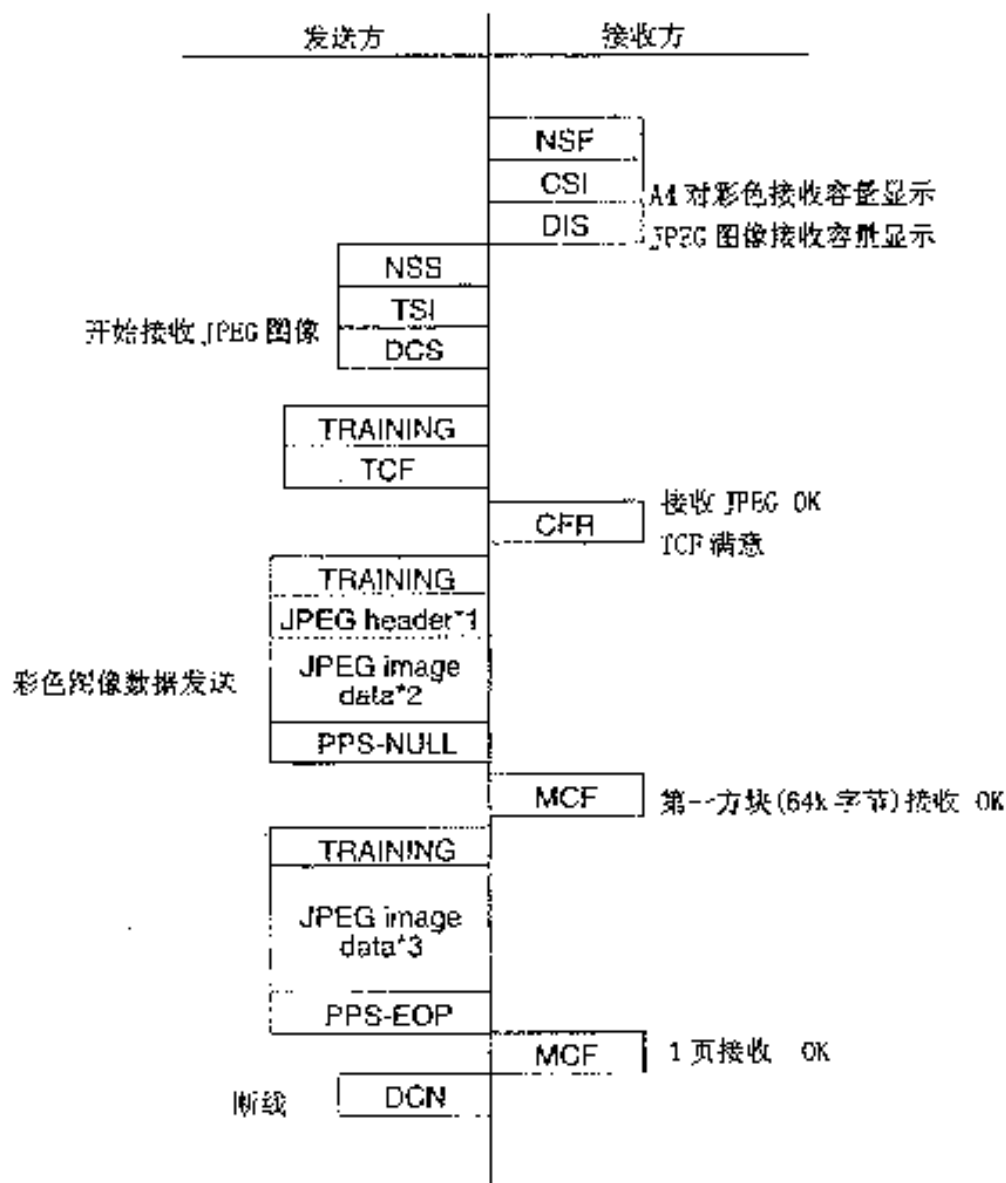 发送方 接收方
NSF
CSI
A4 对彩色接收容量显示
DIS
JPEG 图像接收容量显示
NSS
TSI
开始接收 JPEG 图像
DCS
TRAINING
TCF
接收 JPEG OK
CFR
TCF 满意
TRAINING
JPEG header*1
JPEG image
彩色图像数据发送
data*2
PPS-NULL
MCF
第一方块(64k 字节)接收 OK
TRAINING
JPEG image
data*3
PPS-EOP
MCF
1 页接收 OK
断线
DCN